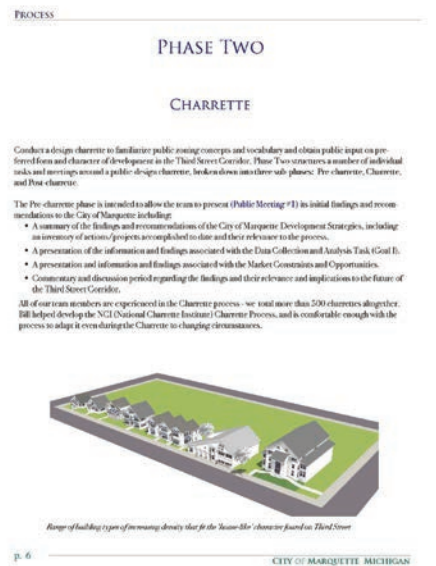 PROCESS
PHASE TWO
CHARRETTE
Conduct a design charrette to familiarize public zoning concepts and vocabulary and obtain public input on pre-
ferred form and character of development in the Third Street Corridor. Phase Two structures a number of individual
tasks and meetings around a public design charrette, broken down into three sub-phases: Pre-charrette, Charrette,
and Post-charrette.
The Pre-charrette phase is intended to allow the team to present (Public Meeting #1) its initial findings and recom-
mendations to the City of Marquette including:
• A summary of the findings and recommendations of the City of Marquette Development Strategies, including
an inventory of actions/projects accomplished to date and their relevance to the process.
• A presentation of the information and findings associated with the Data Collection and Analysis Task (Goal I).
• A presentation and information and findings associated with the Market Constraints and Opportunities.
• Commentary and discussion period regarding the findings and their relevance and implications to the future of
the Third Street Corridor.
All of our team members are experienced in the Charrette process - we total more than 500 charrettes altogether.
Bill helped develop the NCI (National Charrette Institute) Charrette Process, and is comfortable enough with the
process to adapt it even during the Charrette to changing circumstances.
Range of building types of increasing density that fit the 'house-like' character found on Third Street
p. 6
CITY OF MARQUETTE MICHIGAN